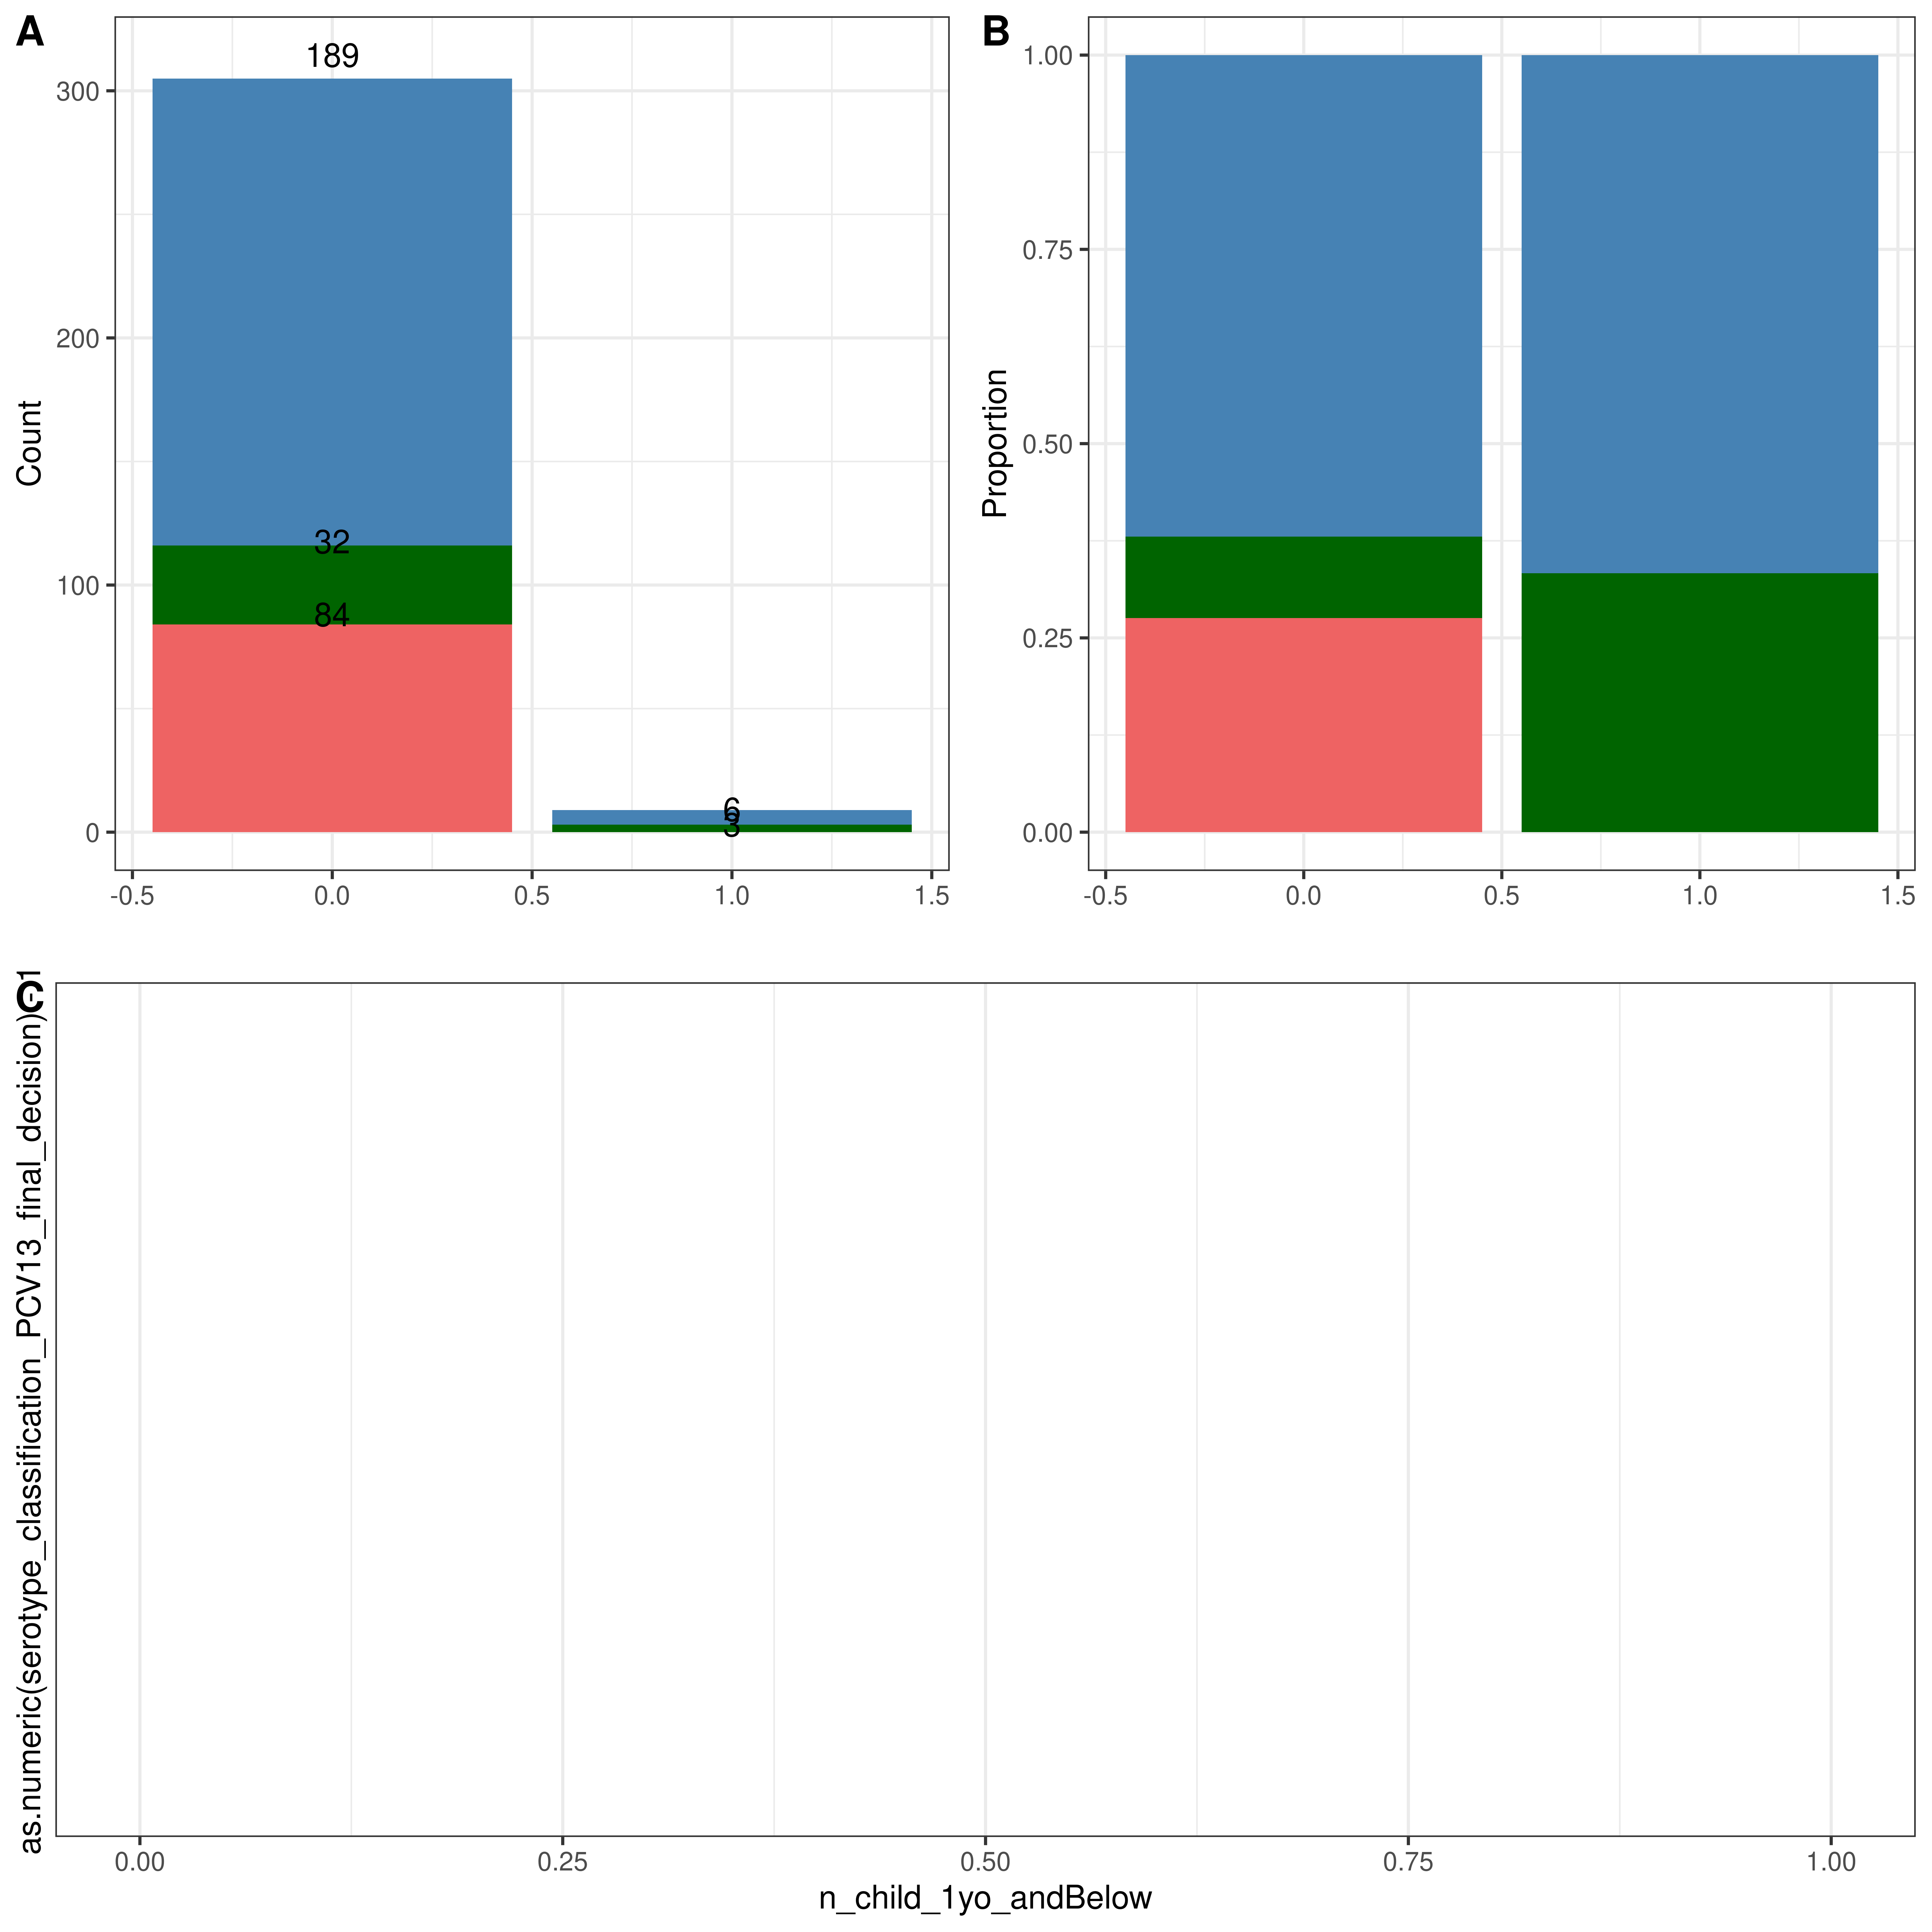 A
189
300
200
100
0
Count
32
84
6
3
-0.5 0.0 0.5 1.0 1.5
B
1.00
0.75
0.50
0.25
0.00
Proportion
-0.5 0.0 0.5 1.0 1.5
C
as.numeric(serotype_classification_PCV13_final_decision) - 1
0.00 0.25 0.50 0.75 1.00
n_child_1yo_andBelow